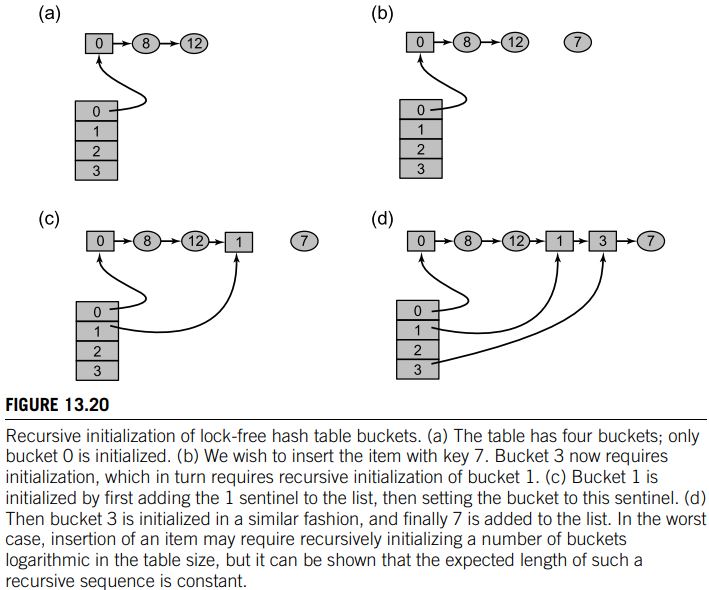 (a)
0 8 12
0
1
2
3
(b)
0 8 12 7
0
1
2
3
(c)
0 8 12 1 7
0
1
2
3
(d)
0 8 12 1 3 7
0
1
2
3
FIGURE 13.20
Recursive initialization of lock-free hash table buckets. (a) The table has four buckets; only
bucket 0 is initialized. (b) We wish to insert the item with key 7. Bucket 3 now requires
initialization, which in turn requires recursive initialization of bucket 1. (c) Bucket 1 is
initialized by first adding the 1 sentinel to the list, then setting the bucket to this sentinel. (d)
Then bucket 3 is initialized in a similar fashion, and finally 7 is added to the list. In the worst
case, insertion of an item may require recursively initializing a number of buckets
logarithmic in the table size, but it can be shown that the expected length of such a
recursive sequence is constant.